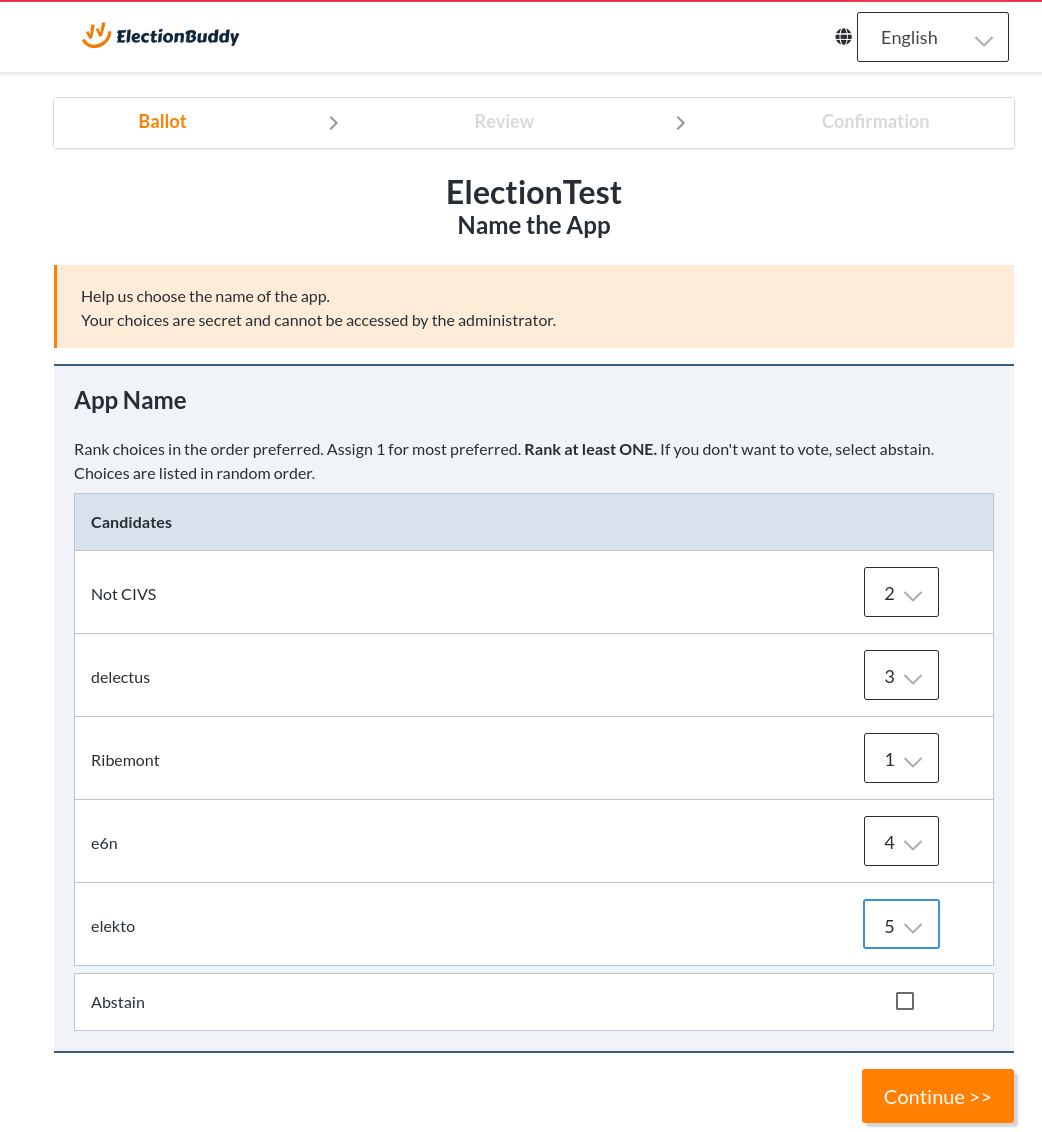 ElectionBuddy
English
Ballot
Review
Confirmation
ElectionTest
Name the App
Help us choose the name of the app.
Your choices are secret and cannot be accessed by the administrator.
App Name
Rank choices in the order preferred. Assign 1 for most preferred. Rank at least ONE. If you don't want to vote, select abstain.
Choices are listed in random order.
Candidates
Not CIVS 2
delectus 3
Ribemont 1
e6n 4
elekto 5
Abstain
Continue >>